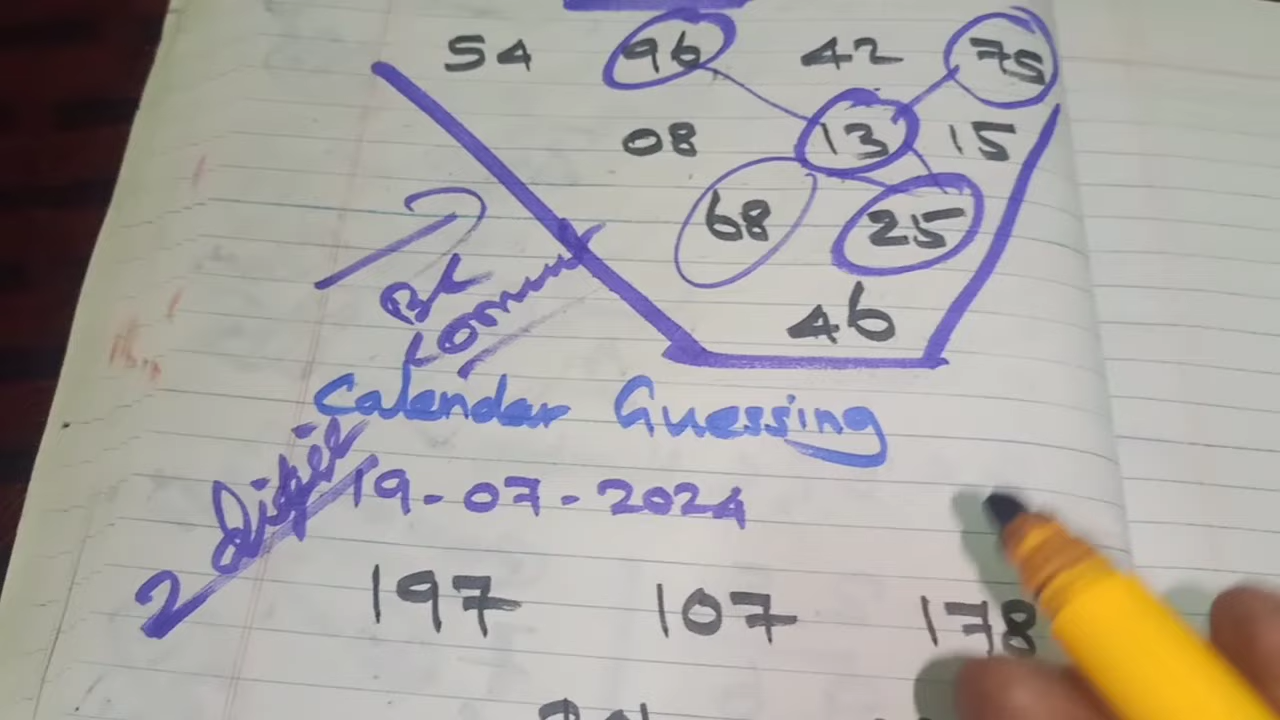 54 96 42 75
08 13 15
68 25
BC
46
Calendar Guessing
2 Digit 19-07-2024
197 107 178